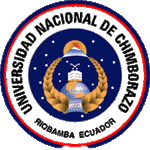 UNIVERSIDAD NACIONAL DE CHIMBORAZO
RIOBAMBA ECUADOR